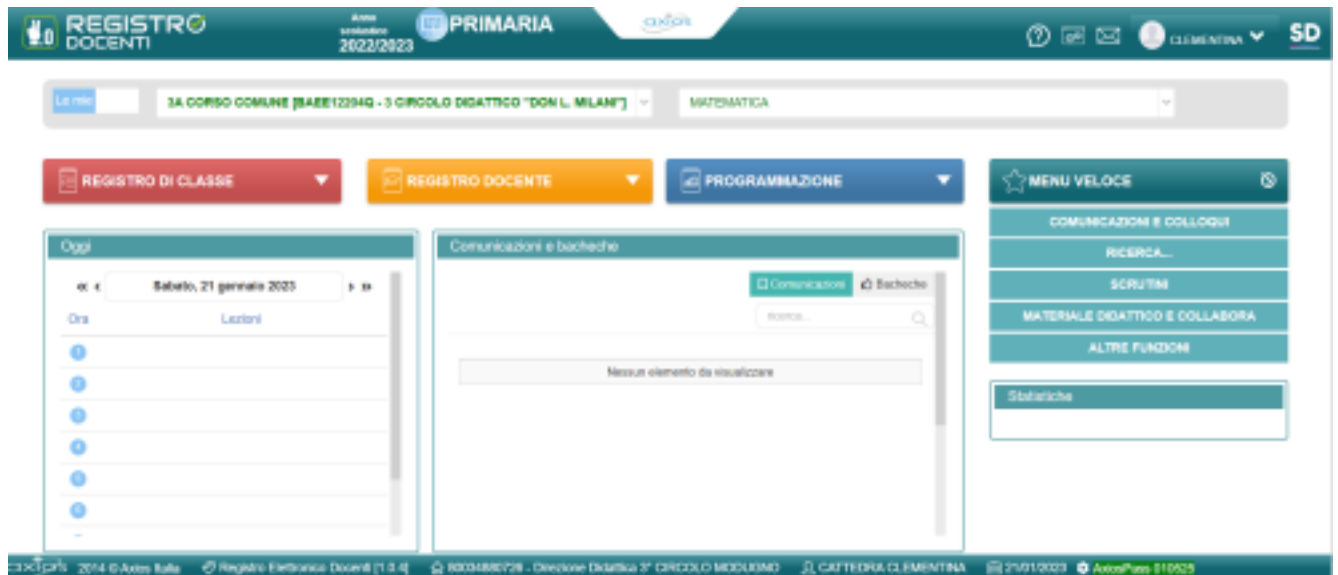 REGISTRO
DOCENTI
Anno
scolastico
2022/2023
PRIMARIA
axios
CLEMENTINA
SD
Le mie
3A CORSO COMUNE [BAEE12294Q - 3 CIRCOLO DIDATTICO "DON L. MILANI"]
MATEMATICA
REGISTRO DI CLASSE
REGISTRO DOCENTE
PROGRAMMAZIONE
MENU VELOCE
COMUNICAZIONI E COLLOQUI
RICERCA...
SCRUTINI
MATERIALE DIDATTICO E COLLABORA
ALTRE FUNZIONI
Oggi
Sabato, 21 gennaio 2023
Ora Lezioni
1
2
3
4
5
6
Comunicazioni e bacheche
Comunicazioni Bacheche
ricerca...
Nessun elemento da visualizzare
Statistiche
axios 2014 © Axios Italia Registro Elettronico Docenti [1.0.4] 80034880729 - Direzione Didattica 3° CIRCOLO MODUGNO CATTEDRA CLEMENTINA 21/01/2023 AxiosPass 010525